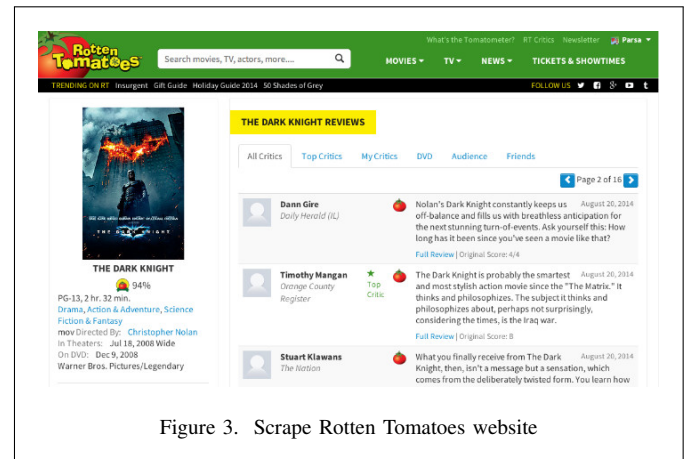 What's the Tomatometer? RT Critics Newsletter Parsa
Rotten
Tomatoes
Search movies, TV, actors, more....
MOVIES TV NEWS TICKETS & SHOWTIMES
TRENDING ON RT Insurgent Gift Guide Holiday Guide 2014 50 Shades of Grey
FOLLOW US
THE DARK KNIGHT REVIEWS
All Critics Top Critics My Critics DVD Audience Friends
Page 2 of 16
THE DARK KNIGHT
THE DARK KNIGHT
94%
PG-13, 2 hr. 32 min.
Drama, Action & Adventure, Science
Fiction & Fantasy
mov Directed By: Christopher Nolan
In Theaters: Jul 18, 2008 Wide
On DVD: Dec 9, 2008
Warner Bros. Pictures/Legendary
Dann Gire
Daily Herald (IL)
Nolan's Dark Knight constantly keeps us August 20, 2014
off-balance and fills us with breathless anticipation for
the next stunning turn-of-events. Ask yourself this: How
long has it been since you've seen a movie like that?
Full Review | Original Score: 4/4
Timothy Mangan
Orange County
Register
Top
Critic
The Dark Knight is probably the smartest August 20, 2014
and most stylish action movie since the "The Matrix." It
thinks and philosophizes. The subject it thinks and
philosophizes about, perhaps not surprisingly,
considering the times, is the Iraq war.
Full Review | Original Score: B
Stuart Klawans
The Nation
What you finally receive from The Dark August 20, 2014
Knight, then, isn't a message but a sensation, which
comes from the deliberately twisted form. You learn how
Figure 3. Scrape Rotten Tomatoes website